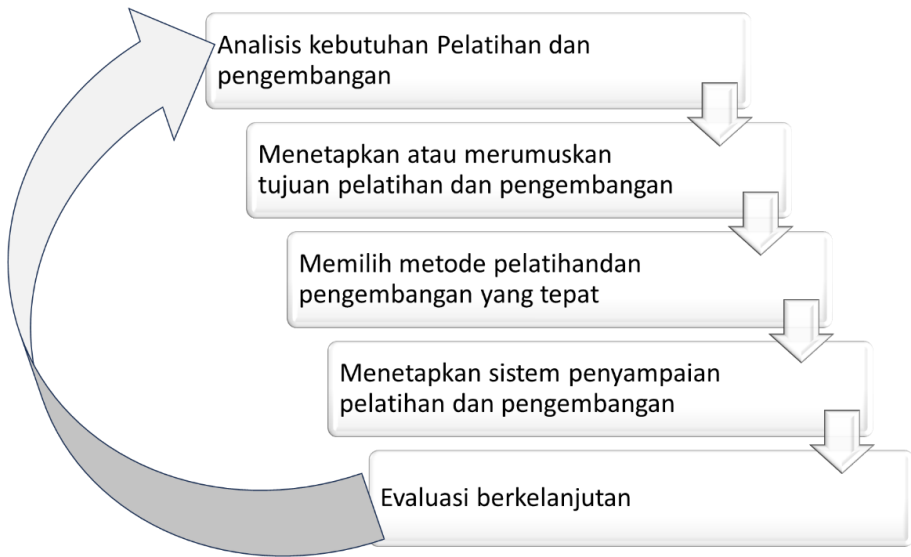 Analisis kebutuhan Pelatihan dan
pengembangan
Menetapkan atau merumuskan
tujuan pelatihan dan pengembangan
Memilih metode pelatihandan
pengembangan yang tepat
Menetapkan sistem penyampaian
pelatihan dan pengembangan
Evaluasi berkelanjutan